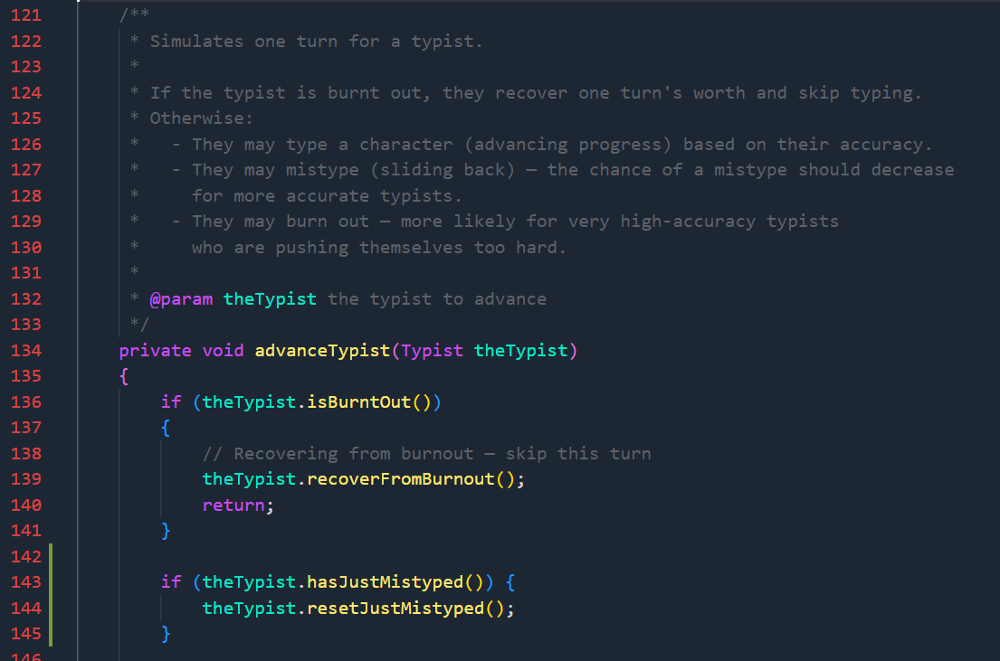 121 /**
122 * Simulates one turn for a typist.
123 *
124 * If the typist is burnt out, they recover one turn's worth and skip typing.
125 * Otherwise:
126 *   - They may type a character (advancing progress) based on their accuracy.
127 *   - They may mistype (sliding back) — the chance of a mistype should decrease
128 *     for more accurate typists.
129 *   - They may burn out — more likely for very high-accuracy typists
130 *     who are pushing themselves too hard.
131 *
132 * @param theTypist the typist to advance
133 */
134 private void advanceTypist(Typist theTypist)
135 {
136     if (theTypist.isBurntOut())
137     {
138         // Recovering from burnout — skip this turn
139         theTypist.recoverFromBurnout();
140         return;
141     }
142
143     if (theTypist.hasJustMistyped()) {
144         theTypist.resetJustMistyped();
145     }
146